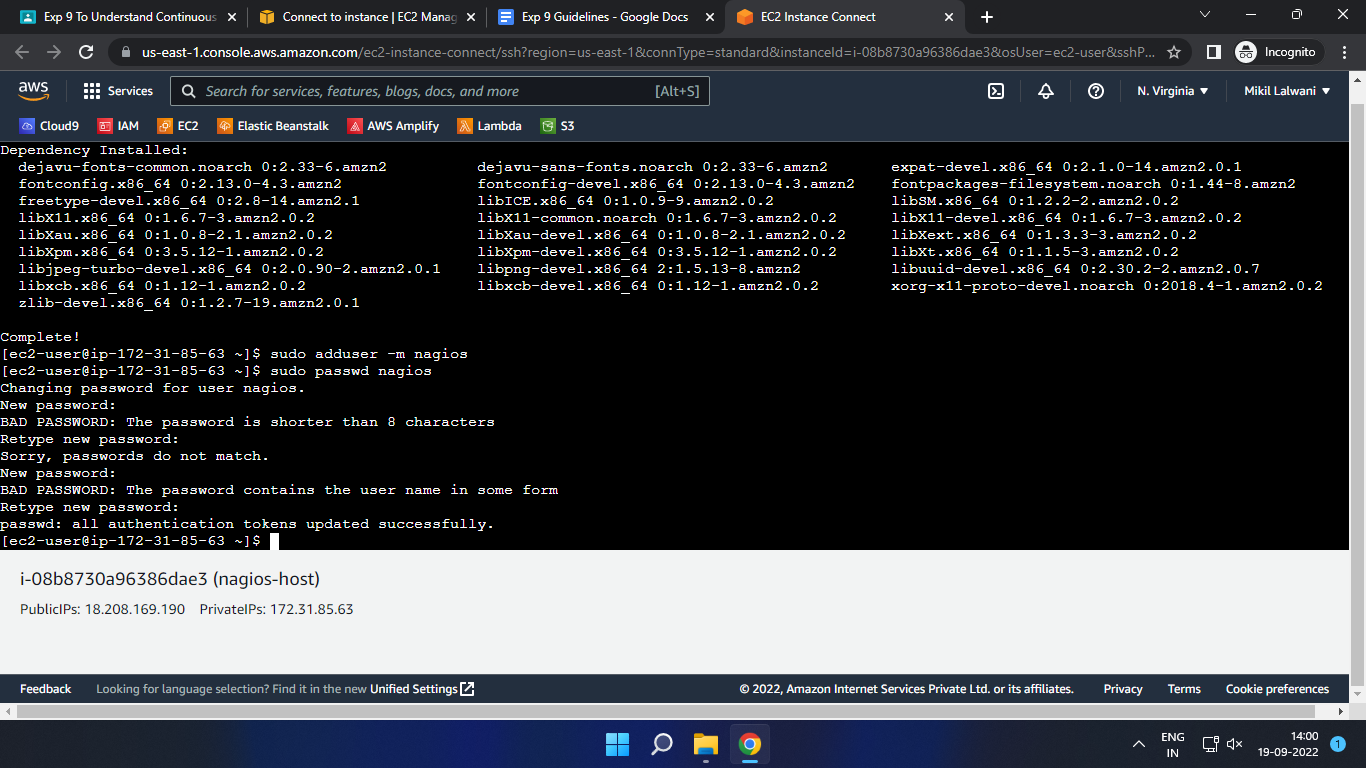 Exp 9 To Understand Continuous
Connect to instance | EC2 Manag
Exp 9 Guidelines - Google Docs
EC2 Instance Connect
us-east-1.console.aws.amazon.com/ec2-instance-connect/ssh?region=us-east-1&connType=standard&instanceId=i-08b8730a96386dae3&osUser=ec2-user&sshP...
Incognito
aws
Services
Search for services, features, blogs, docs, and more
[Alt+S]
N. Virginia
Mikil Lalwani
Cloud9 IAM EC2 Elastic Beanstalk AWS Amplify Lambda S3
Dependency Installed:
dejavu-fonts-common.noarch 0:2.33-6.amzn2 dejavu-sans-fonts.noarch 0:2.33-6.amzn2 expat-devel.x86_64 0:2.1.0-14.amzn2.0.1
fontconfig.x86_64 0:2.13.0-4.3.amzn2 fontconfig-devel.x86_64 0:2.13.0-4.3.amzn2 fontpackages-filesystem.noarch 0:1.44-8.amzn2
freetype-devel.x86_64 0:2.8-14.amzn2.1 libICE.x86_64 0:1.0.9-9.amzn2.0.2 libSM.x86_64 0:1.2.2-2.amzn2.0.2
libX11.x86_64 0:1.6.7-3.amzn2.0.2 libX11-common.noarch 0:1.6.7-3.amzn2.0.2 libX11-devel.x86_64 0:1.6.7-3.amzn2.0.2
libXau.x86_64 0:1.0.8-2.1.amzn2.0.2 libXau-devel.x86_64 0:1.0.8-2.1.amzn2.0.2 libXext.x86_64 0:1.3.3-3.amzn2.0.2
libXpm.x86_64 0:3.5.12-1.amzn2.0.2 libXpm-devel.x86_64 0:3.5.12-1.amzn2.0.2 libXt.x86_64 0:1.1.5-3.amzn2.0.2
libjpeg-turbo-devel.x86_64 0:2.0.90-2.amzn2.0.1 libpng-devel.x86_64 2:1.5.13-8.amzn2 libuuid-devel.x86_64 0:2.30.2-2.amzn2.0.7
libxcb.x86_64 0:1.12-1.amzn2.0.2 libxcb-devel.x86_64 0:1.12-1.amzn2.0.2 xorg-x11-proto-devel.noarch 0:2018.4-1.amzn2.0.2
zlib-devel.x86_64 0:1.2.7-19.amzn2.0.1
Complete!
[ec2-user@ip-172-31-85-63 ~]$ sudo adduser -m nagios
[ec2-user@ip-172-31-85-63 ~]$ sudo passwd nagios
Changing password for user nagios.
New password:
BAD PASSWORD: The password is shorter than 8 characters
Retype new password:
Sorry, passwords do not match.
New password:
BAD PASSWORD: The password contains the user name in some form
Retype new password:
passwd: all authentication tokens updated successfully.
[ec2-user@ip-172-31-85-63 ~]$
i-08b8730a96386dae3 (nagios-host)
PublicIPs: 18.208.169.190 PrivateIPs: 172.31.85.63
Feedback
Looking for language selection? Find it in the new Unified Settings
© 2022, Amazon Internet Services Private Ltd. or its affiliates.
Privacy
Terms
Cookie preferences
ENG
IN
14:00
19-09-2022
1